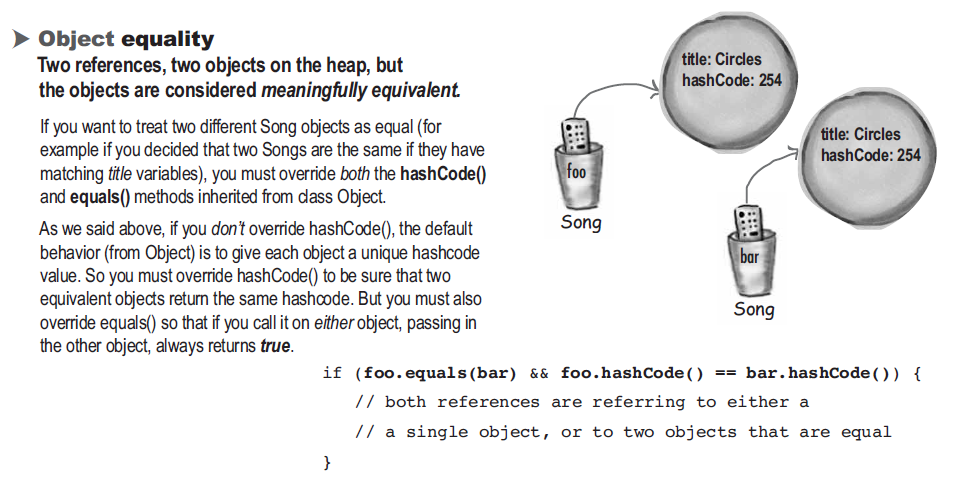 ➤ Object equality
Two references, two objects on the heap, but
the objects are considered meaningfully equivalent.
If you want to treat two different Song objects as equal (for
example if you decided that two Songs are the same if they have
matching title variables), you must override both the hashCode()
and equals() methods inherited from class Object.
As we said above, if you don't override hashCode(), the default
behavior (from Object) is to give each object a unique hashcode
value. So you must override hashCode() to be sure that two
equivalent objects return the same hashcode. But you must also
override equals() so that if you call it on either object, passing in
the other object, always returns true.
title: Circles
hashCode: 254
title: Circles
hashCode: 254
foo
Song
bar
Song
if (foo.equals(bar) && foo.hashCode() == bar.hashCode()) {
// both references are referring to either a
// a single object, or to two objects that are equal
}